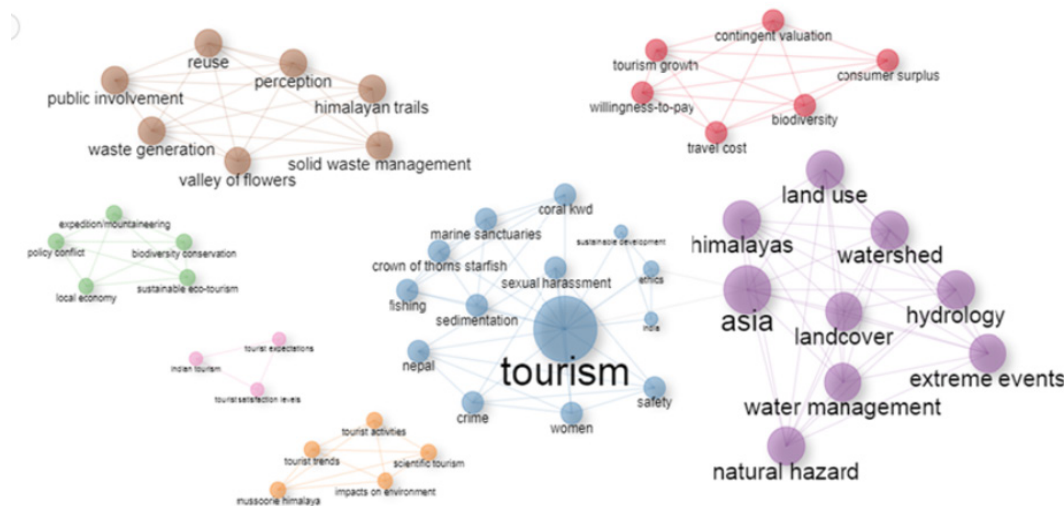 reuse
perception
public involvement
himalayan trails
waste generation
solid waste management
valley of flowers
contingent valuation
tourism growth
consumer surplus
willingness-to-pay
biodiversity
travel cost
expedition/mountaineering
policy conflict
biodiversity conservation
local economy
sustainable eco-tourism
tourist expectations
indian tourism
tourist satisfaction levels
tourist activities
tourist trends
scientific tourism
mussoorie himalaya
impacts on environment
coral kwd
marine sanctuaries
sustainable development
crown of thorns starfish
sexual harassment
ethics
fishing
sedimentation
india
nepal
tourism
crime
women
safety
land use
himalayas
watershed
asia
landcover
hydrology
extreme events
water management
natural hazard